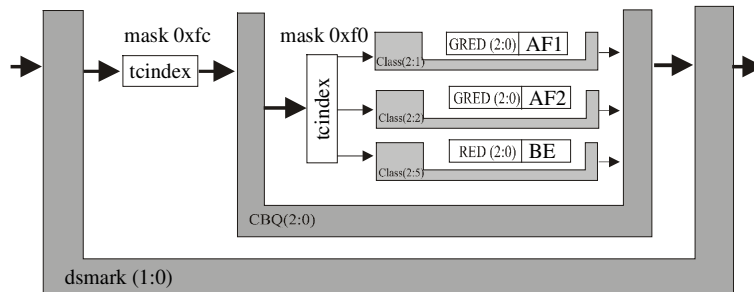 mask 0xfc
tcindex
mask 0xf0
tcindex
Class(2:1)
GRED (2:0) AF1
Class(2:2)
GRED (2:0) AF2
Class(2:5)
RED (2:0) BE
CBQ(2:0)
dsmark (1:0)